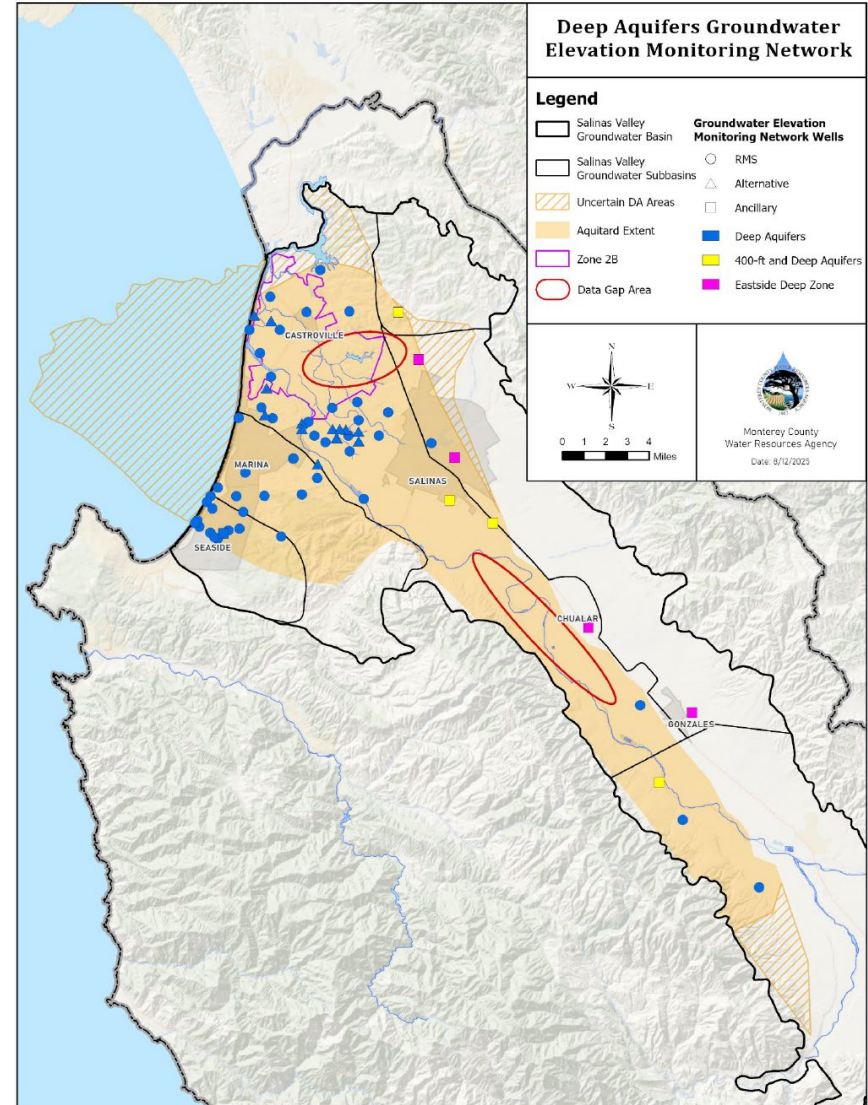 Deep Aquifers Groundwater
Elevation Monitoring Network
Legend
Salinas Valley
Groundwater Basin
Salinas Valley
Groundwater Subbasins
Uncertain DA Areas
Aquitard Extent
Zone 2B
Data Gap Area
Groundwater Elevation
Monitoring Network Wells
RMS
Alternative
Ancillary
Deep Aquifers
400-ft and Deep Aquifers
Eastside Deep Zone
N
W
E
S
0 1 2 3 4
Miles
Monterey County
Water Resources Agency
Date: 8/12/2025
CASTROVILLE
MARINA
SALINAS
SEASIDE
CHUALAR
GONZALES